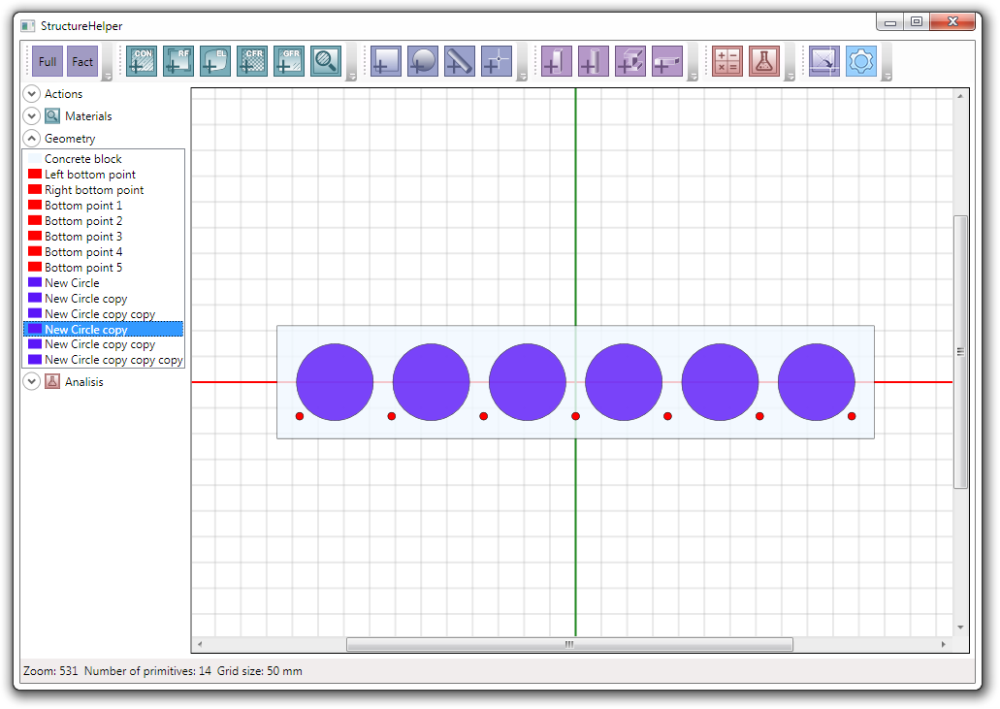 StructureHelper
Full Fact CON RF EL CFR GFR
Actions
Materials
Geometry
Concrete block
Left bottom point
Right bottom point
Bottom point 1
Bottom point 2
Bottom point 3
Bottom point 4
Bottom point 5
New Circle
New Circle copy
New Circle copy copy
New Circle copy
New Circle copy copy
New Circle copy copy copy
Analisis
Zoom: 531 Number of primitives: 14 Grid size: 50 mm